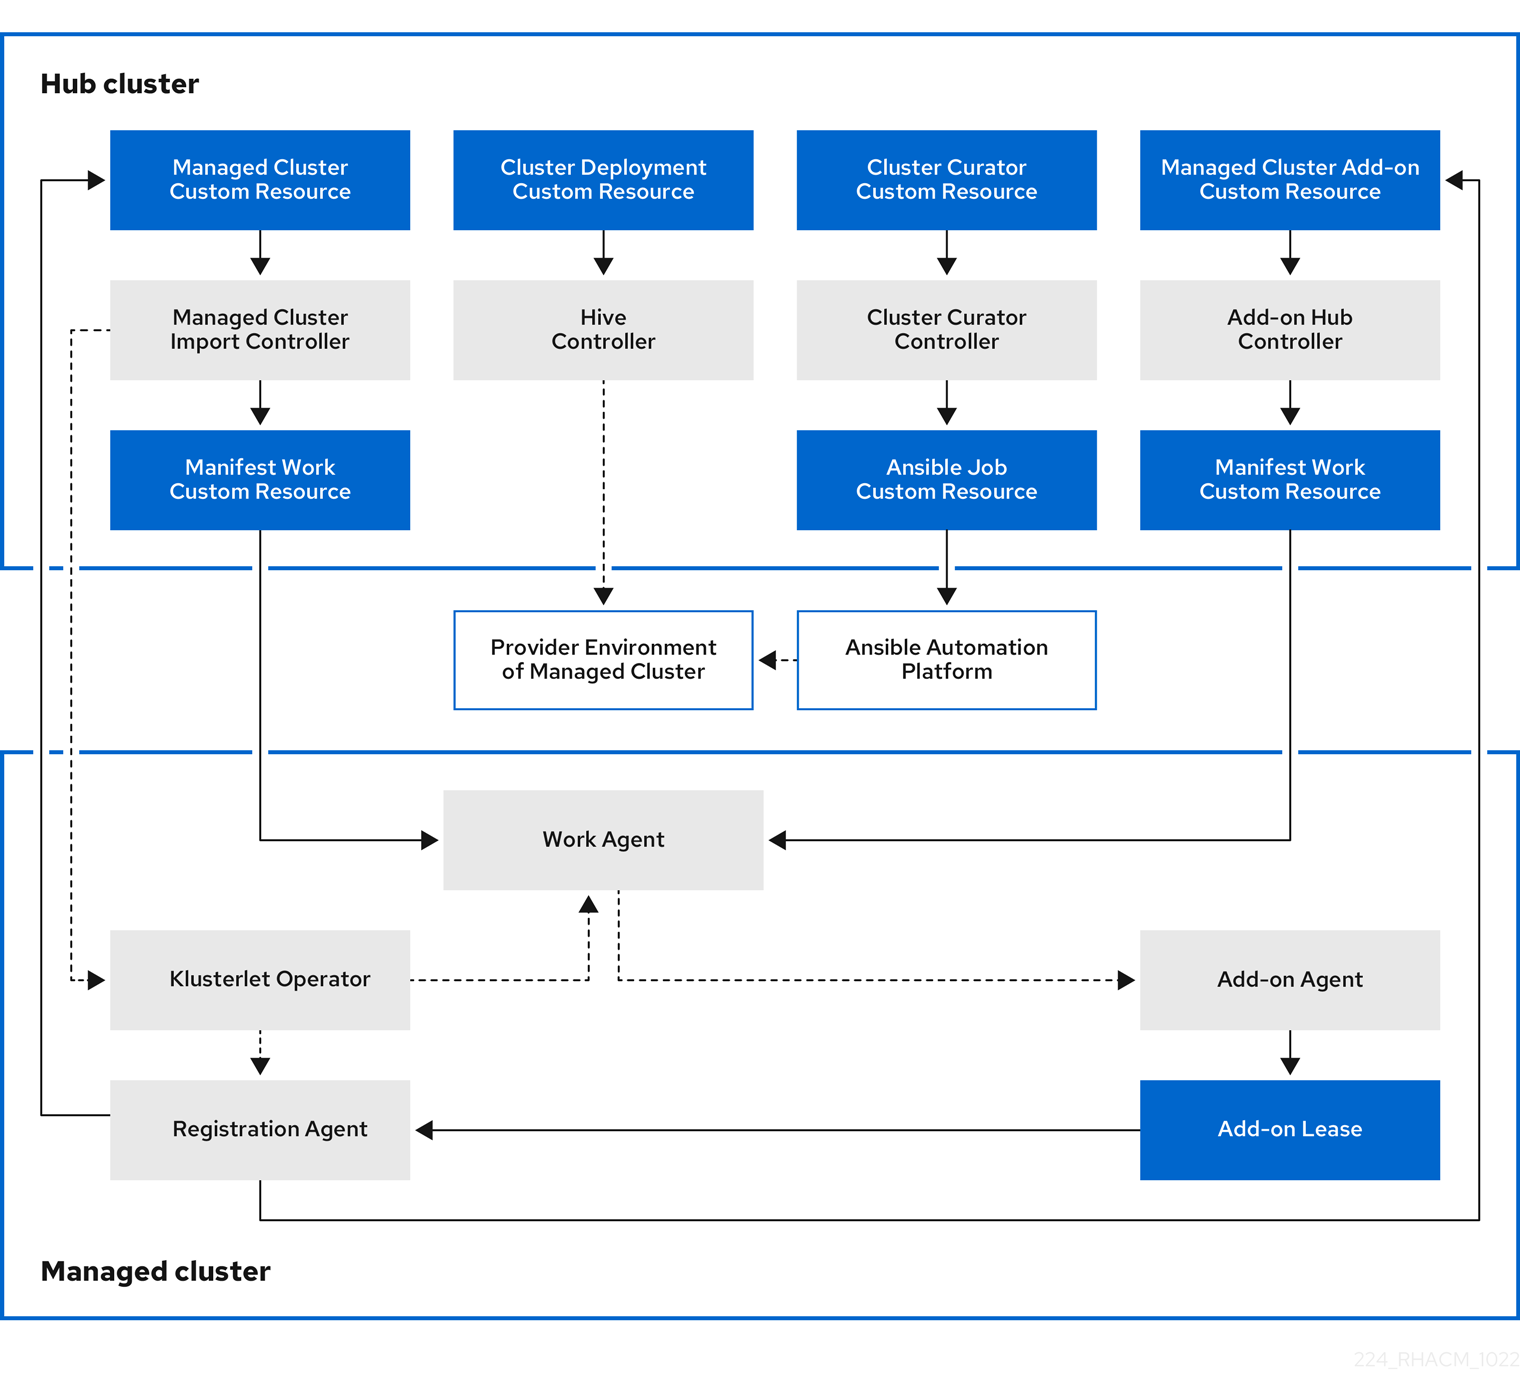 Hub cluster
Managed Cluster
Custom Resource
Cluster Deployment
Custom Resource
Cluster Curator
Custom Resource
Managed Cluster Add-on
Custom Resource
Managed Cluster
Import Controller
Hive
Controller
Cluster Curator
Controller
Add-on Hub
Controller
Manifest Work
Custom Resource
Ansible Job
Custom Resource
Manifest Work
Custom Resource
Provider Environment
of Managed Cluster
Ansible Automation
Platform
Work Agent
Klusterlet Operator
Add-on Agent
Registration Agent
Add-on Lease
Managed cluster
224_RHACM_1022